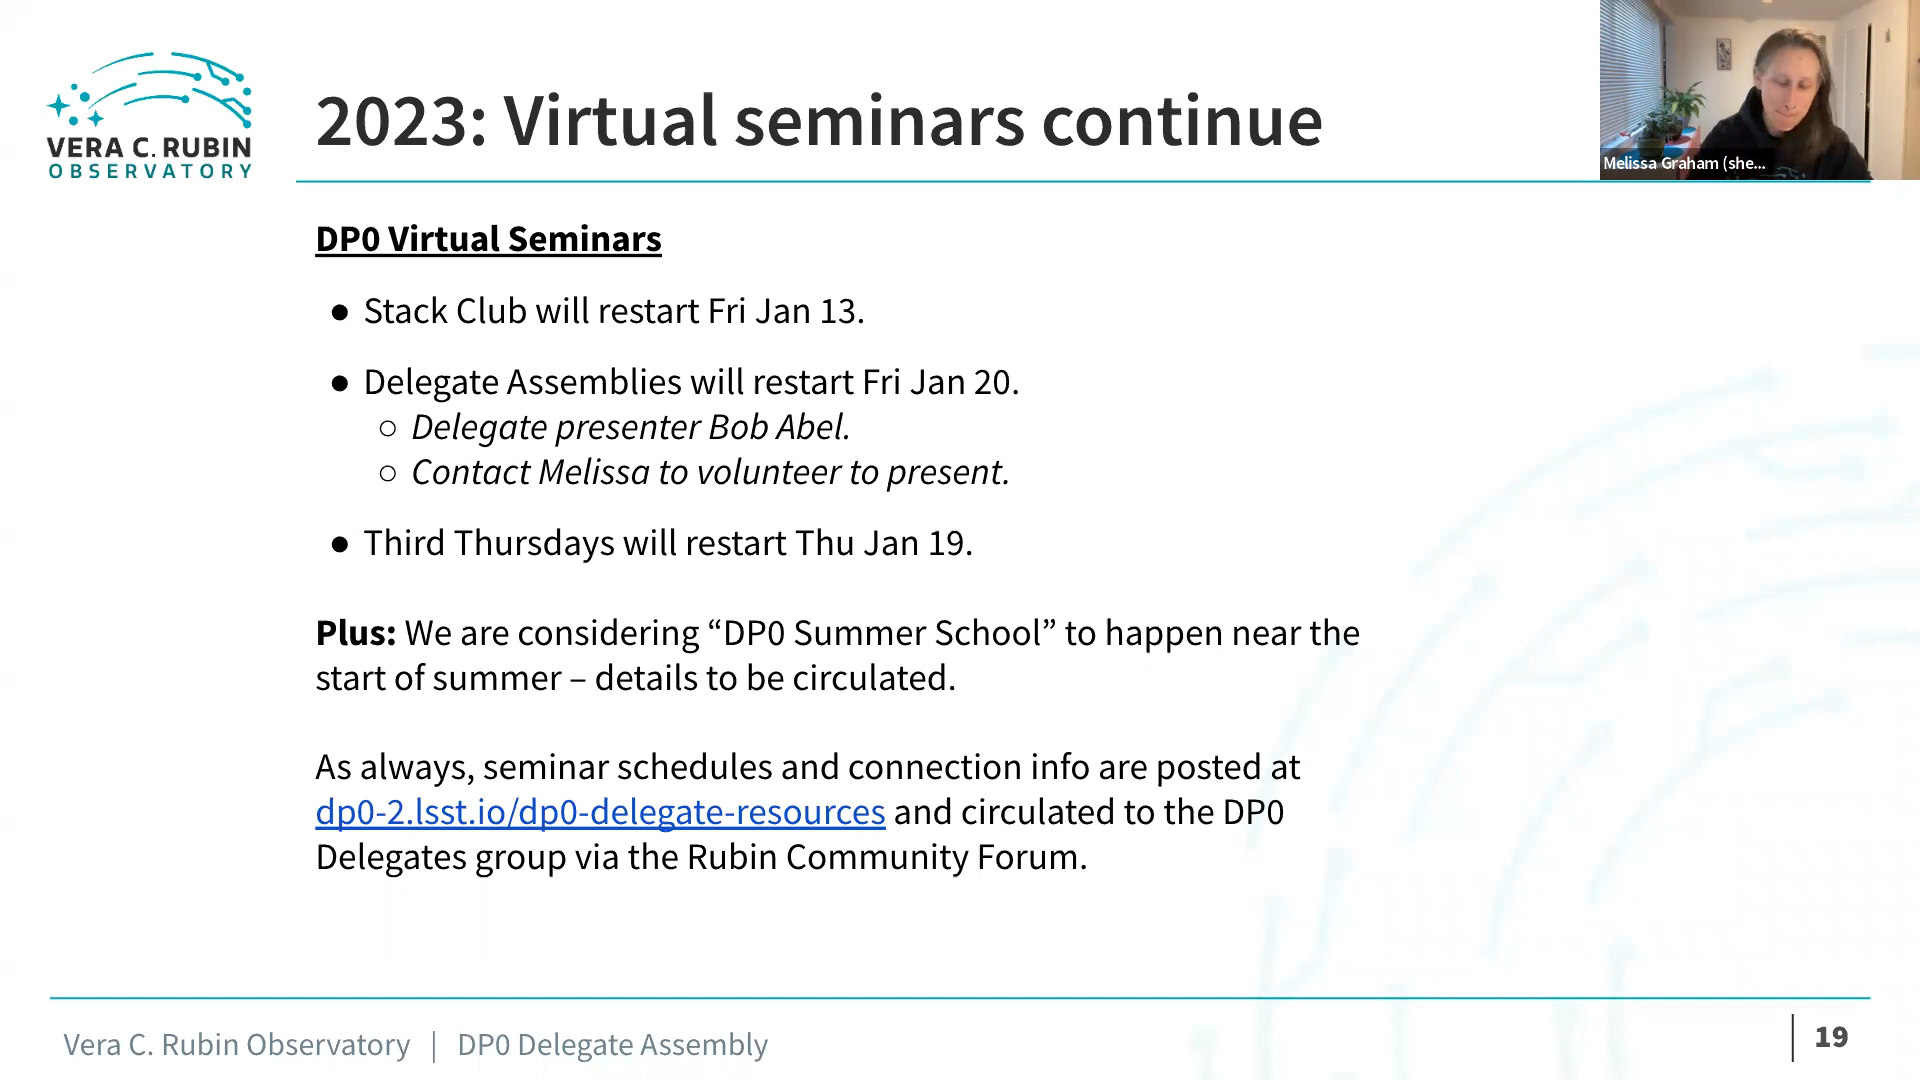 VERA C. RUBIN
OBSERVATORY
2023: Virtual seminars continue
Melissa Graham (she...
DP0 Virtual Seminars
● Stack Club will restart Fri Jan 13.
● Delegate Assemblies will restart Fri Jan 20.
○ Delegate presenter Bob Abel.
○ Contact Melissa to volunteer to present.
● Third Thursdays will restart Thu Jan 19.
Plus: We are considering “DP0 Summer School” to happen near the
start of summer – details to be circulated.
As always, seminar schedules and connection info are posted at
dp0-2.lsst.io/dp0-delegate-resources and circulated to the DP0
Delegates group via the Rubin Community Forum.
Vera C. Rubin Observatory | DP0 Delegate Assembly
19